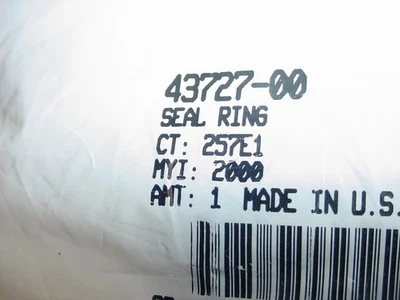 43727-00
SEAL RING
CT: 257E1
MYI: 2000
AMT: 1 MADE IN U.S.